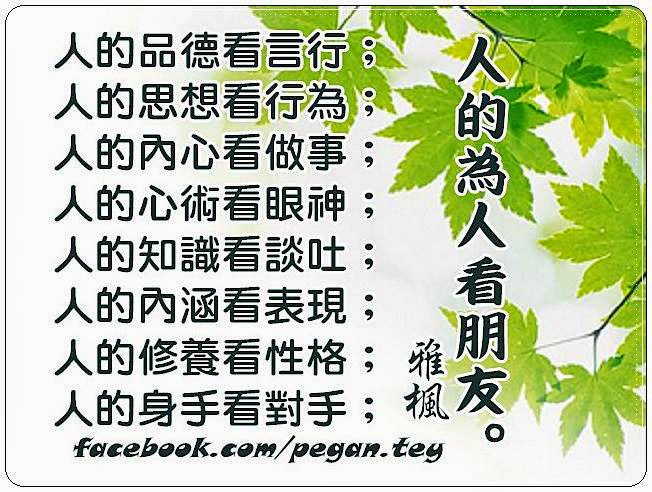 人的品德看言行；
人的思想看行為；
人的內心看做事；
人的心術看眼神；
人的知識看談吐；
人的內涵看表現；
人的修養看性格；
人的身手看對手；
人的為人看朋友。
雅楓
facebook.com/pegan.tey